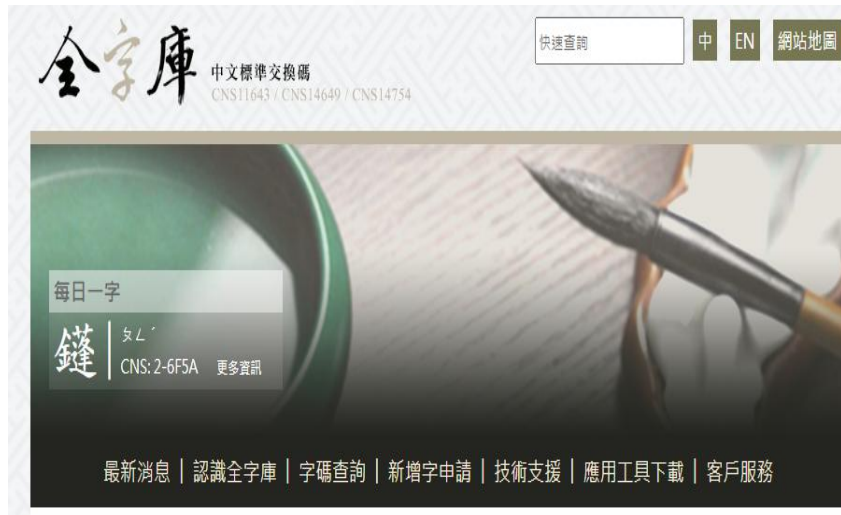 全字庫 中文標準交換碼
CNS11643 / CNS14649 / CNS14754
快速查詢 中 EN 網站地圖
每日一字
鑝 ㄆㄥˊ
CNS: 2-6F5A 更多資訊
最新消息 | 認識全字庫 | 字碼查詢 | 新增字申請 | 技術支援 | 應用工具下載 | 客戶服務